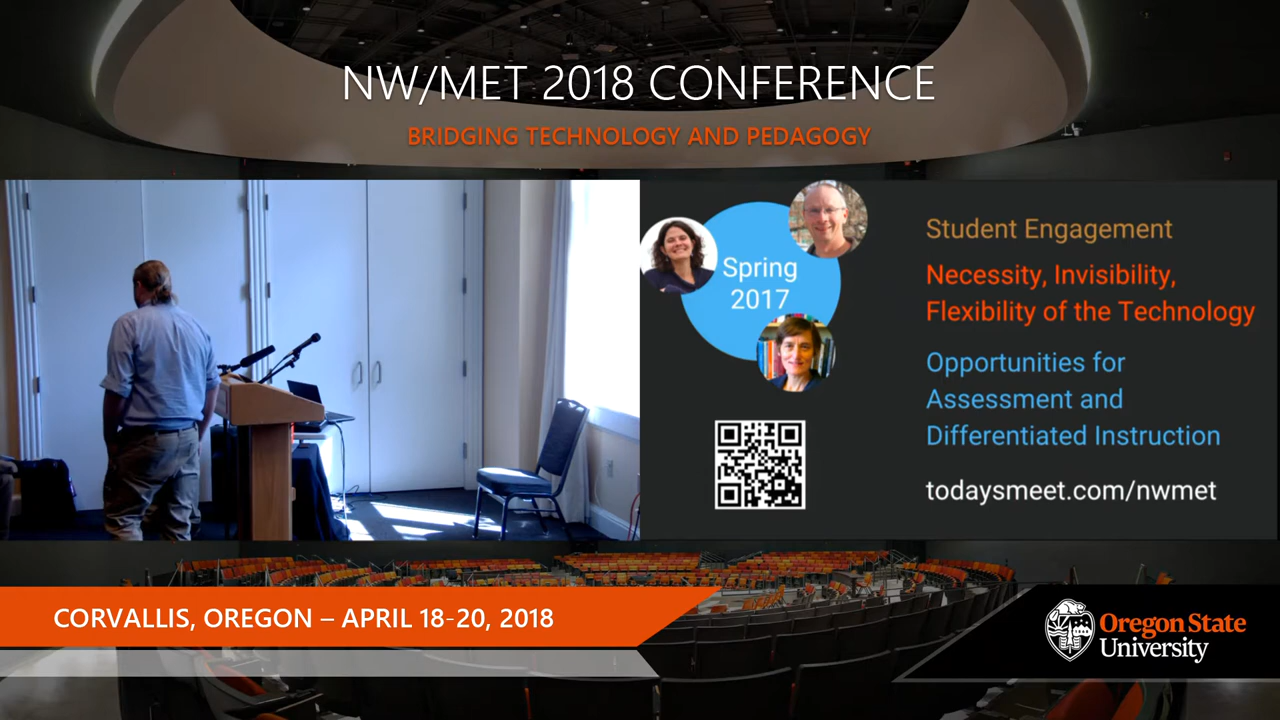 NW/MET 2018 CONFERENCE
BRIDGING TECHNOLOGY AND PEDAGOGY
Spring
2017
Student Engagement
Necessity, Invisibility,
Flexibility of the Technology
Opportunities for
Assessment and
Differentiated Instruction
todaysmeet.com/nwmet
CORVALLIS, OREGON – APRIL 18-20, 2018
Oregon State
University